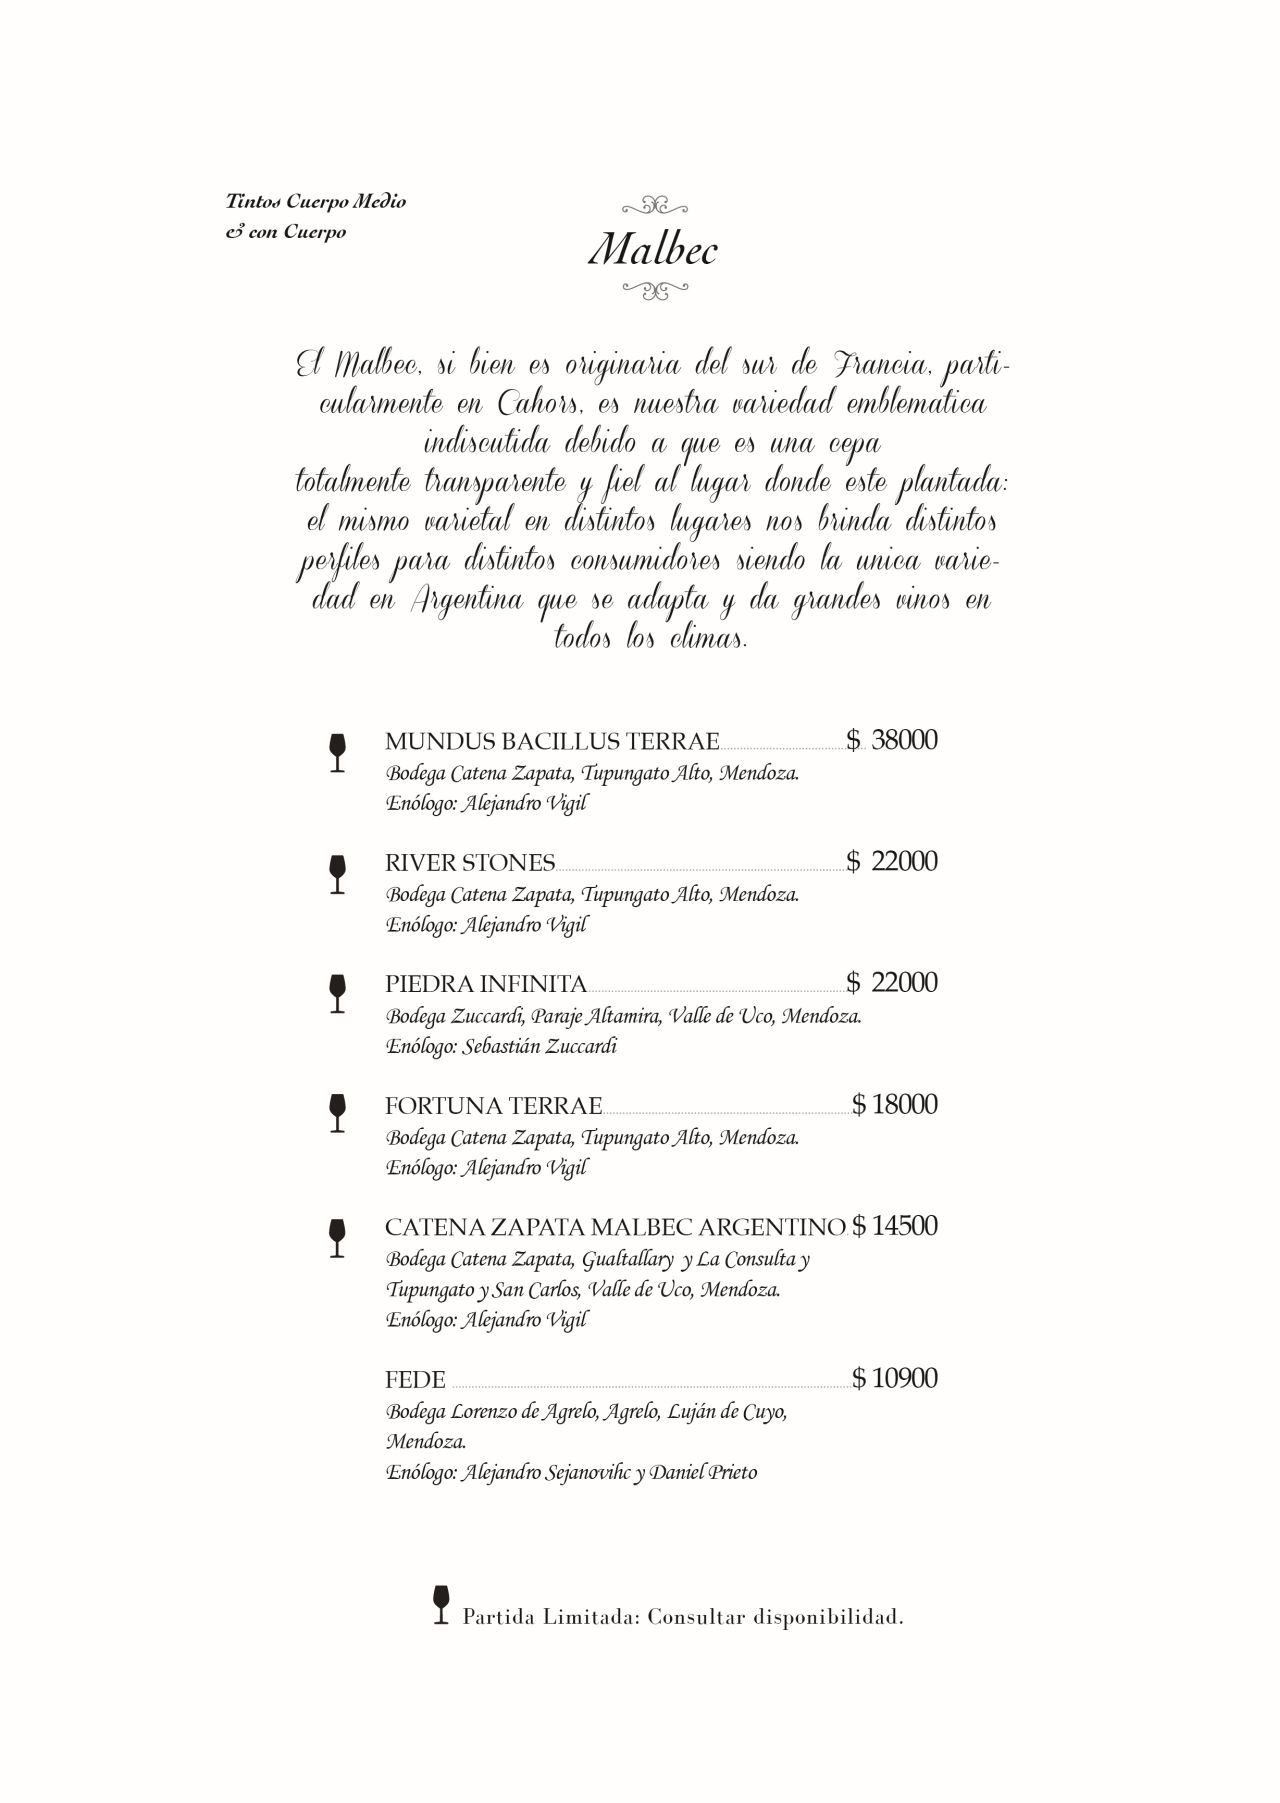 Tintos Cuerpo Medio
& con Cuerpo
Malbec
El Malbec, si bien es originaria del sur de Francia, parti-
cularmente en Cahors, es nuestra variedad emblematica
indiscutida debido a que es una cepa
totalmente transparente y fiel al lugar donde este plantada:
el mismo varietal en distintos lugares nos brinda distintos
perfiles para distintos consumidores siendo la unica varie-
dad en Argentina que se adapta y da grandes vinos en
todos los climas.
MUNDUS BACILLUS TERRAE $ 38000
Bodega Catena Zapata, Tupungato Alto, Mendoza.
Enólogo: Alejandro Vigil
RIVER STONES $ 22000
Bodega Catena Zapata, Tupungato Alto, Mendoza.
Enólogo: Alejandro Vigil
PIEDRA INFINITA $ 22000
Bodega Zuccardi, Paraje Altamira, Valle de Uco, Mendoza.
Enólogo: Sebastián Zuccardi
FORTUNA TERRAE $ 18000
Bodega Catena Zapata, Tupungato Alto, Mendoza.
Enólogo: Alejandro Vigil
CATENA ZAPATA MALBEC ARGENTINO $ 14500
Bodega Catena Zapata, Gualtallary y La Consulta y
Tupungato y San Carlos, Valle de Uco, Mendoza.
Enólogo: Alejandro Vigil
FEDE $ 10900
Bodega Lorenzo de Agrelo, Agrelo, Luján de Cuyo,
Mendoza.
Enólogo: Alejandro Sejanovihc y Daniel Prieto
Partida Limitada: Consultar disponibilidad.